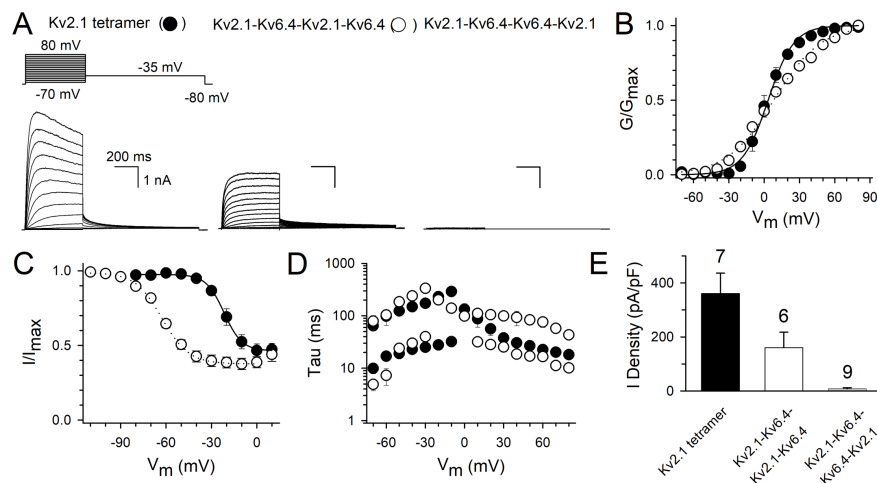 A
Kv2.1 tetramer (●) Kv2.1-Kv6.4-Kv2.1-Kv6.4 (○) Kv2.1-Kv6.4-Kv6.4-Kv2.1
80 mV
-35 mV
-70 mV
-80 mV
200 ms
1 nA
B
G/Gmax
1.0
0.5
0.0
-60 -30 0 30 60 90
Vm (mV)
C
I/Imax
1.0
0.5
0.0
-90 -60 -30 0
Vm (mV)
D
Tau (ms)
1000
100
10
1
-60 -30 0 30 60
Vm (mV)
E
I Density (pA/pF)
400
200
0
7
6
9
Kv2.1 tetramer
Kv2.1-Kv6.4-
Kv2.1-Kv6.4
Kv2.1-Kv6.4-
Kv6.4-Kv2.1